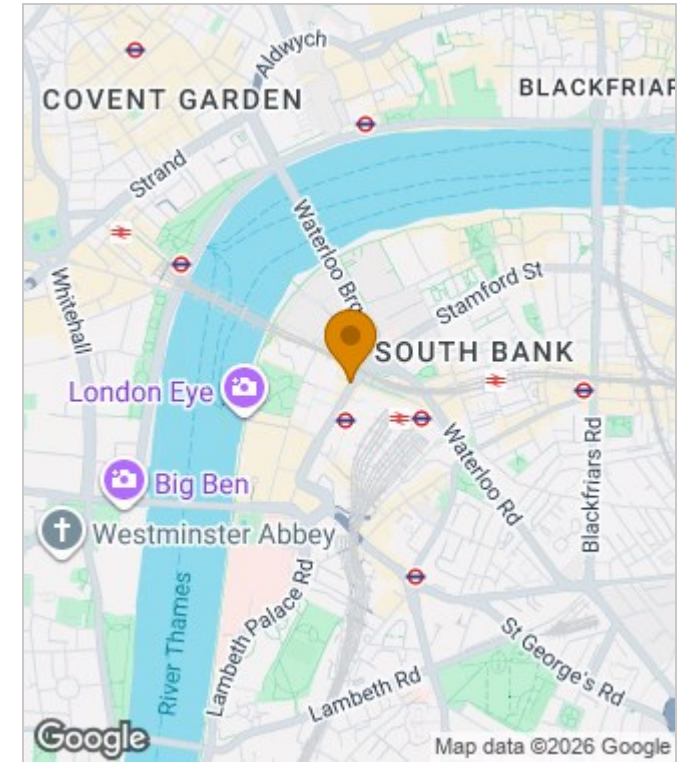 Aldwych
COVENT GARDEN
BLACKFRIAR
Strand
Waterloo Brd
Whitehall
Stamford St
SOUTH BANK
London Eye
Waterloo Rd
Blackfriars Rd
Big Ben
Westminster Abbey
River Thames
Lambeth Palace Rd
St George's Rd
Lambeth Rd
Google
Map data ©2026 Google